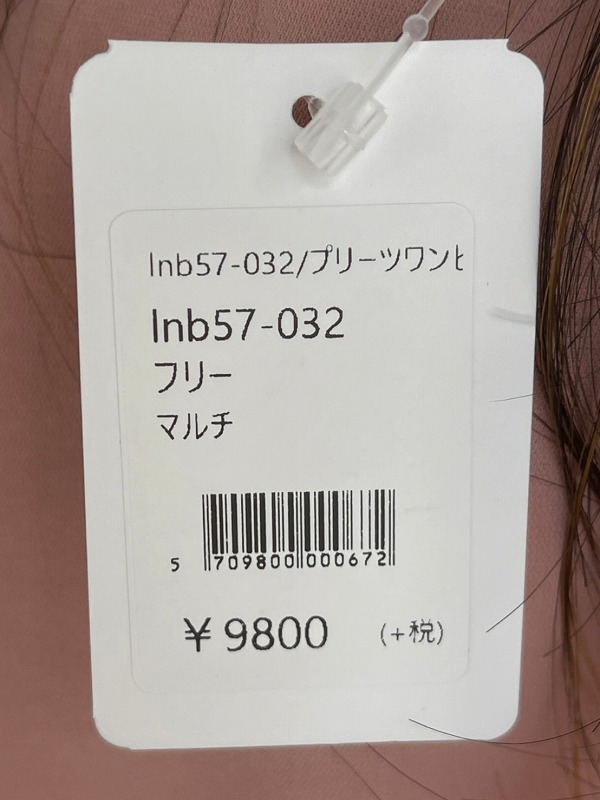 lnb57-032/プリーツワンピ
lnb57-032
フリー
マルチ
5 709800 000672
¥9800 (+税)